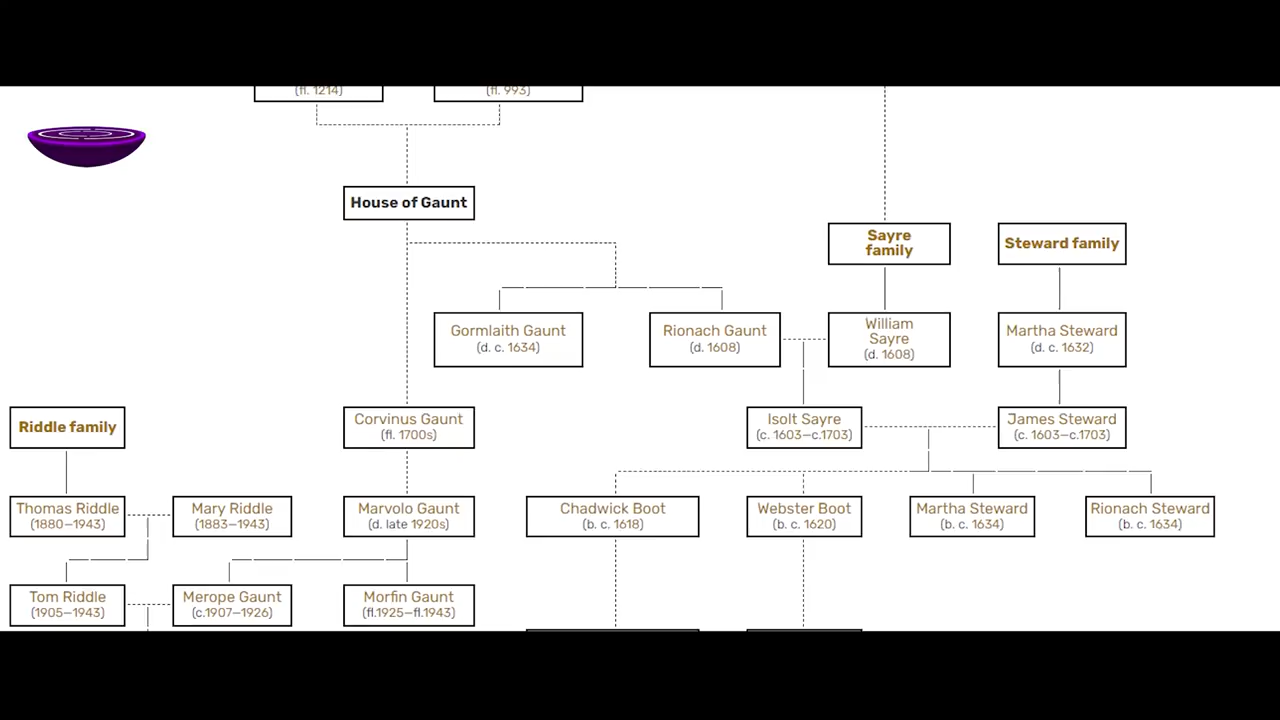 (fl. 1214)
(fl. 993)
House of Gaunt
Sayre
family
Steward family
Gormlaith Gaunt
(d. c. 1634)
Rionach Gaunt
(d. 1608)
William
Sayre
(d. 1608)
Martha Steward
(d. c. 1632)
Riddle family
Corvinus Gaunt
(fl. 1700s)
Isolt Sayre
(c. 1603—c.1703)
James Steward
(c. 1603—c.1703)
Thomas Riddle
(1880—1943)
Mary Riddle
(1883—1943)
Marvolo Gaunt
(d. late 1920s)
Chadwick Boot
(b. c. 1618)
Webster Boot
(b. c. 1620)
Martha Steward
(b. c. 1634)
Rionach Steward
(b. c. 1634)
Tom Riddle
(1905—1943)
Merope Gaunt
(c.1907—1926)
Morfin Gaunt
(fl.1925—fl.1943)